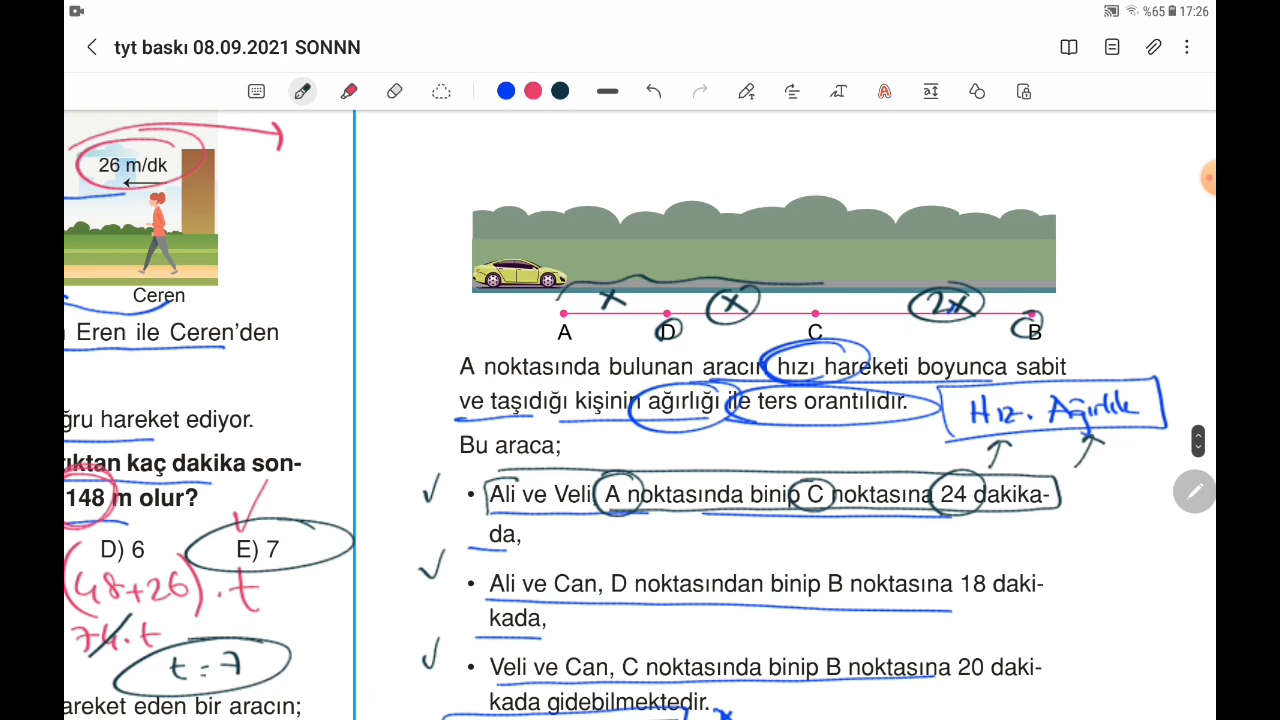 %65 17:26
tyt baskı 08.09.2021 SONNN
26 m/dk
Ceren
Eren ile Ceren'den
ğru hareket ediyor.
ıktan kaç dakika son-
148 m olur?
D) 6 E) 7
(48+26).t
74.t
t=7
areket eden bir aracın;
x x 2x
A D C B
A noktasında bulunan aracın hızı hareketi boyunca sabit
ve taşıdığı kişinin ağırlığı ile ters orantılıdır.
Hız. Ağırlık
Bu araca;
• Ali ve Veli A noktasında binip C noktasına 24 dakika-
da,
• Ali ve Can, D noktasından binip B noktasına 18 daki-
kada,
• Veli ve Can, C noktasında binip B noktasına 20 daki-
kada gidebilmektedir.
x